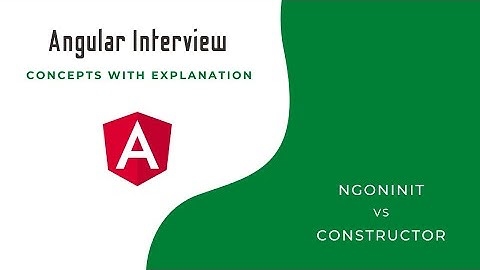 Angular Interview
CONCEPTS WITH EXPLANATION
A
NGONINIT
VS
CONSTRUCTOR